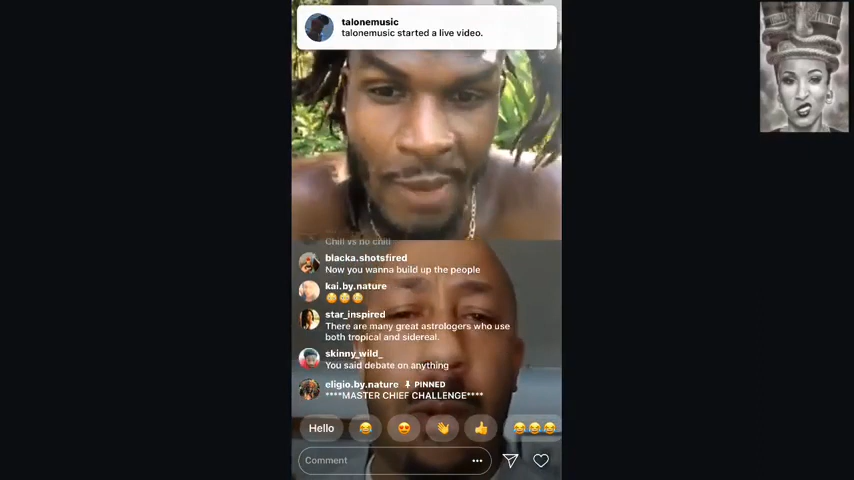 talonemusic
talonemusic started a live video.
Chill vs no chill
blacka.shotsfired
Now you wanna build up the people
kai.by.nature
star_inspired
There are many great astrologers who use
both tropical and sidereal.
skinny_wild_
You said debate on anything
eligio.by.nature PINNED
****MASTER CHIEF CHALLENGE****
Hello
Comment